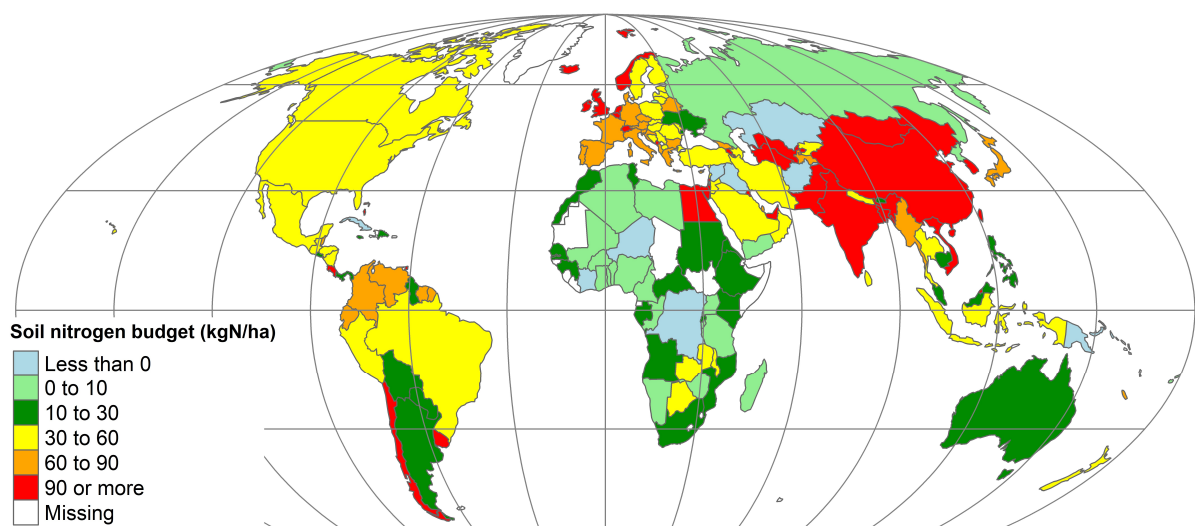 Soil nitrogen budget (kgN/ha)
Less than 0
0 to 10
10 to 30
30 to 60
60 to 90
90 or more
Missing